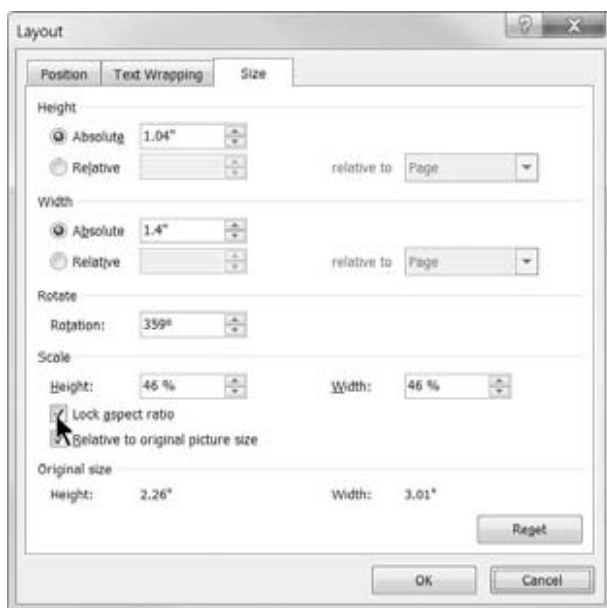 Layout
Position Text Wrapping Size
Height
Absolute 1.04"
Relative relative to Page
Width
Absolute 1.4"
Relative relative to Page
Rotate
Rotation: 359º
Scale
Height: 46 % Width: 46 %
Lock aspect ratio
Relative to original picture size
Original size
Height: 2.26" Width: 3.01"
Reset
OK Cancel